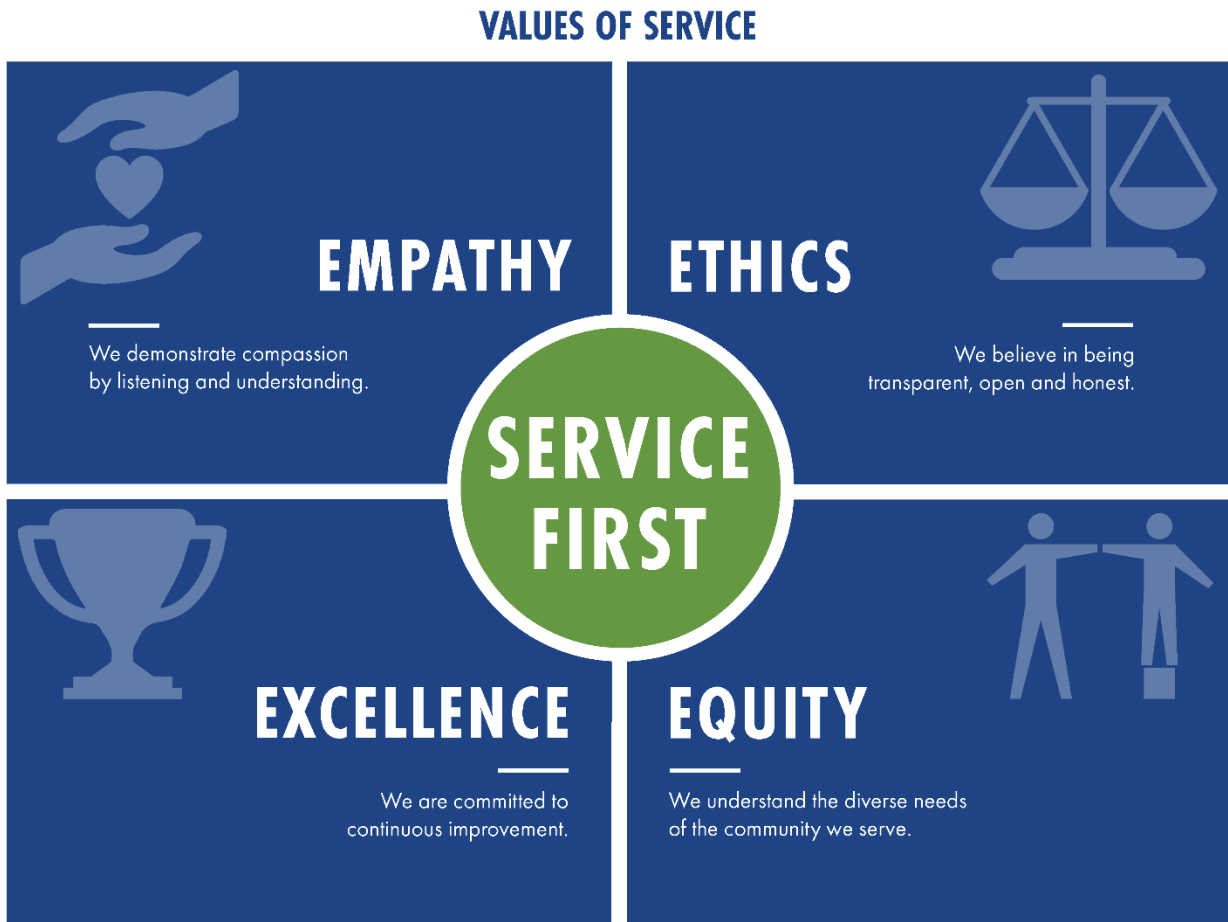 VALUES OF SERVICE
EMPATHY
We demonstrate compassion
by listening and understanding.
ETHICS
We believe in being
transparent, open and honest.
SERVICE
FIRST
EXCELLENCE
We are committed to
continuous improvement.
EQUITY
We understand the diverse needs
of the community we serve.